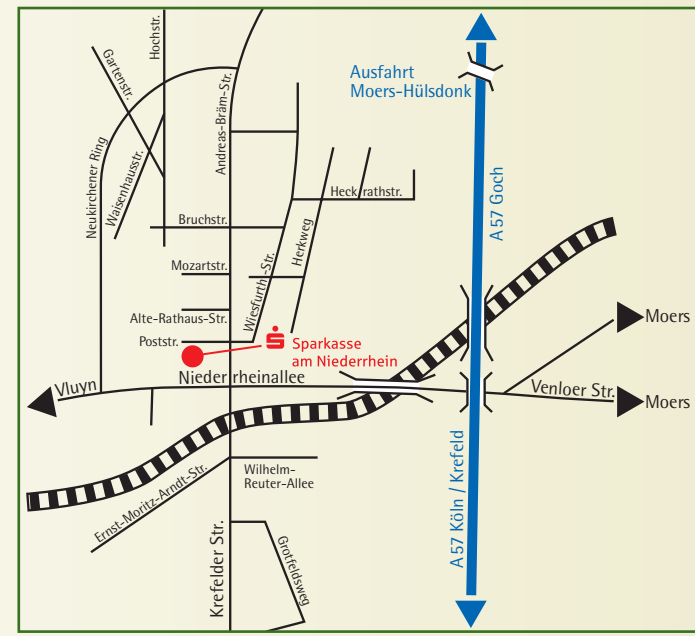 Hochstr.
Gartenstr.
Andreas-Bräm-Str.
Ausfahrt
Moers-Hülsdonk
Neukirchener Ring
Waisenhausstr.
Heckrathstr.
A 57 Goch
Bruchstr.
Herkweg
Wiesfurthstr.-Str.
Mozartstr.
Alte-Rathaus-Str.
Poststr.
Sparkasse
am Niederrhein
Moers
Vluyn
Niederrheinallee
Venloer Str.
Moers
Ernst-Moritz-Arndt-Str.
Wilhelm-
Reuter-Allee
A 57 Köln / Krefeld
Krefelder Str.
Grotfeldsweg